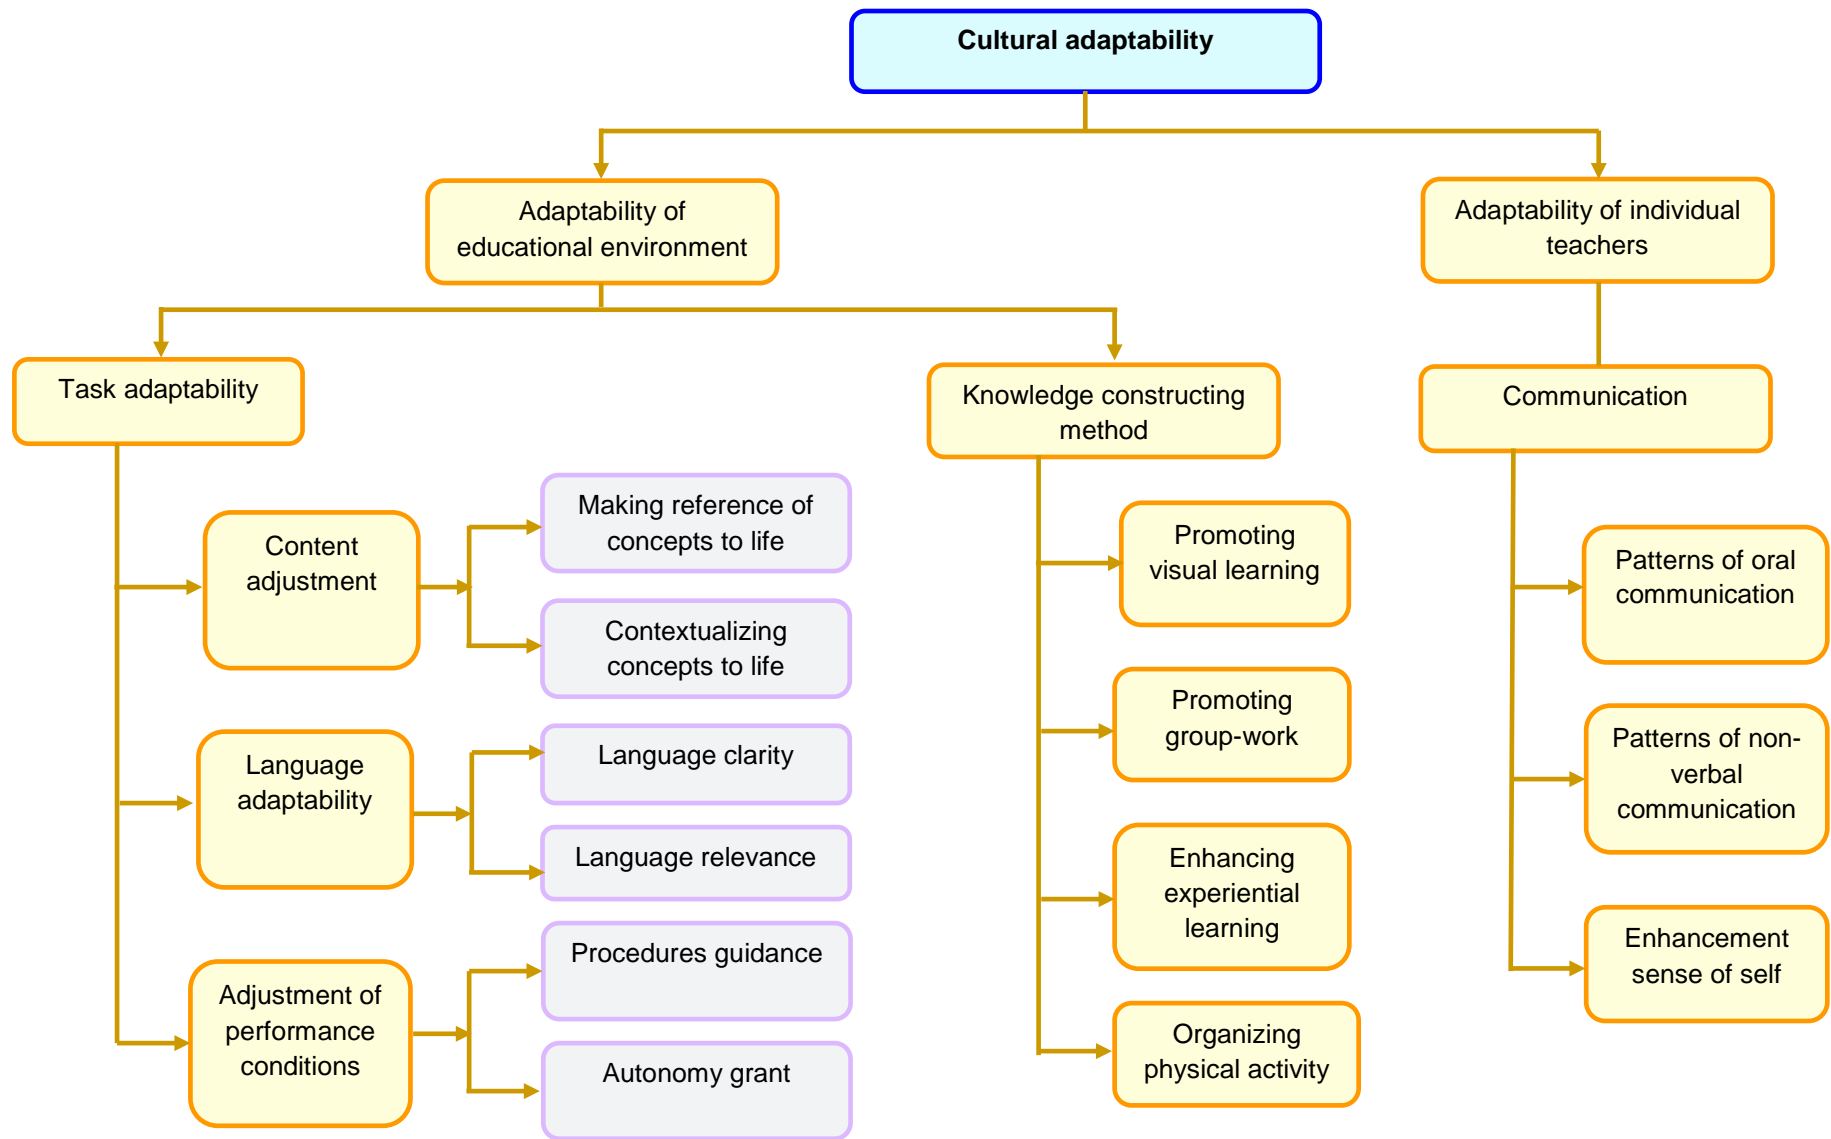 Cultural adaptability
Adaptability of
educational environment
Adaptability of individual
teachers
Task adaptability
Knowledge constructing
method
Communication
Content
adjustment
Making reference of
concepts to life
Contextualizing
concepts to life
Language
adaptability
Language clarity
Language relevance
Adjustment of
performance
conditions
Procedures guidance
Autonomy grant
Promoting
visual learning
Promoting
group-work
Enhancing
experiential
learning
Organizing
physical activity
Patterns of oral
communication
Patterns of non-
verbal
communication
Enhancement
sense of self